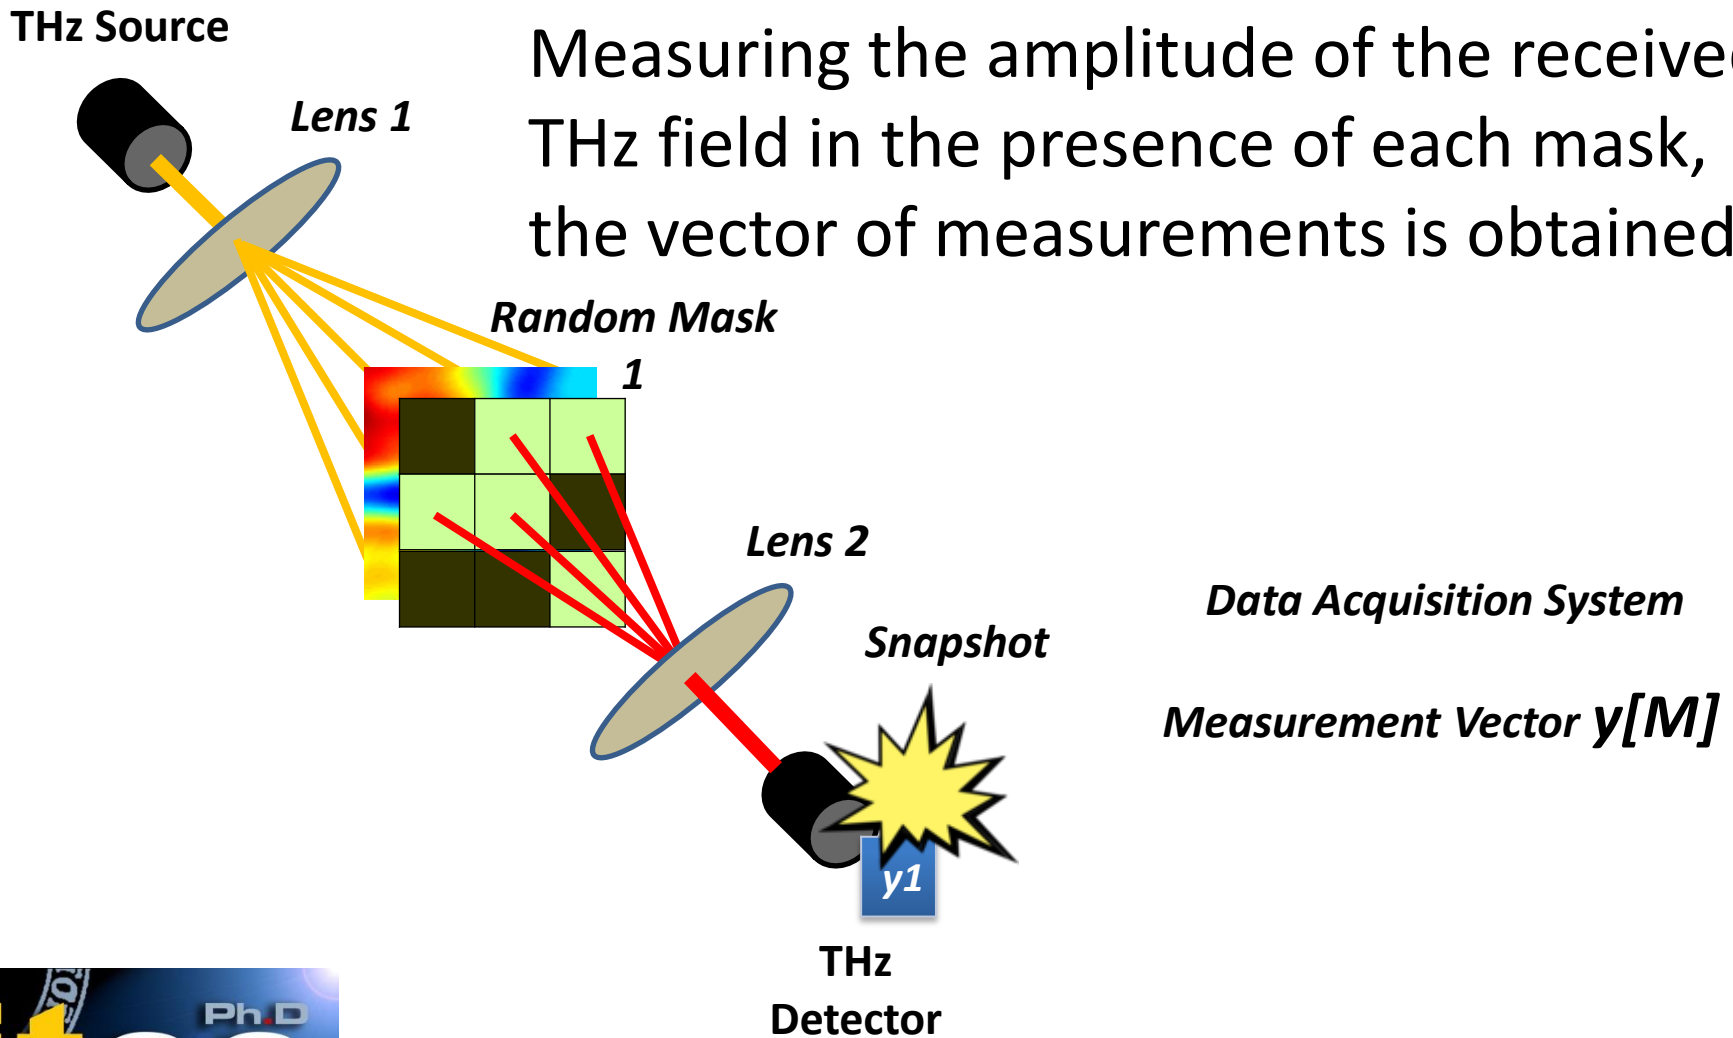 THz Source
Measuring the amplitude of the received
THz field in the presence of each mask,
the vector of measurements is obtained
Lens 1
Random Mask
1
Lens 2
Data Acquisition System
Snapshot
Measurement Vector y[M]
y1
THz
Detector
Ph.D